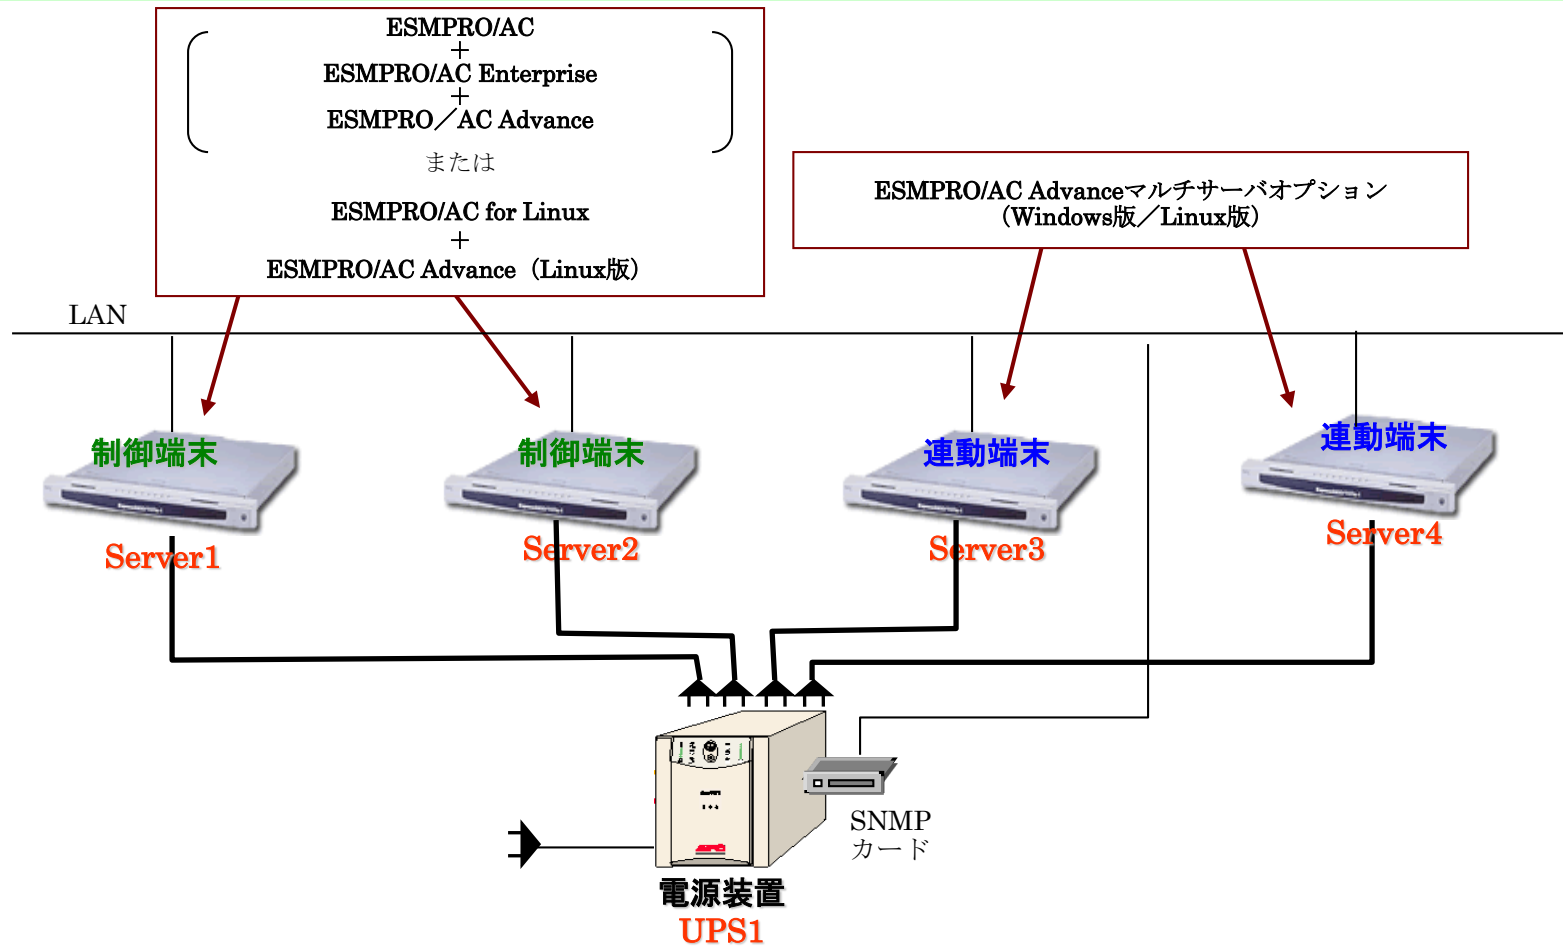 ESMPRO/AC
＋
ESMPRO/AC Enterprise
＋
ESMPRO／AC Advance
または
ESMPRO/AC for Linux
＋
ESMPRO/AC Advance（Linux版）
ESMPRO/AC Advanceマルチサーバオプション
（Windows版／Linux版）
LAN
制御端末
制御端末
連動端末
連動端末
Server1
Server2
Server3
Server4
APC
SNMP
カード
電源装置
UPS1